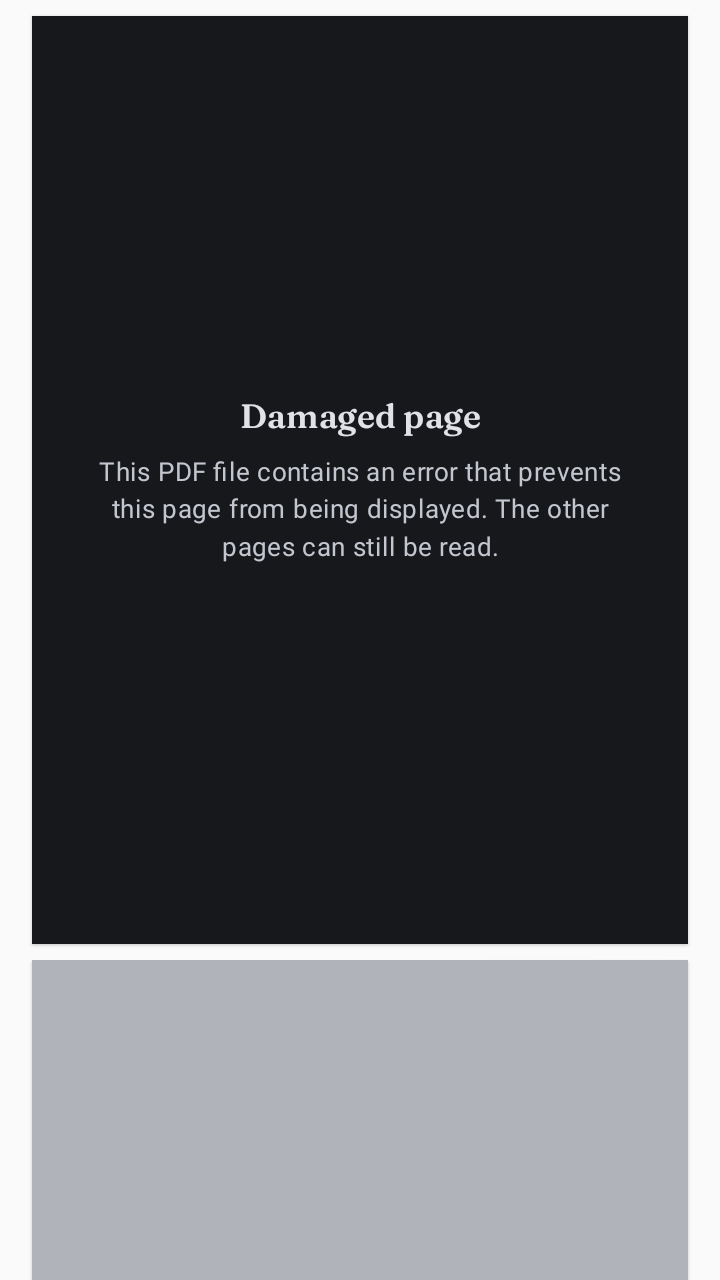 Damaged page
This PDF file contains an error that prevents
this page from being displayed. The other
pages can still be read.